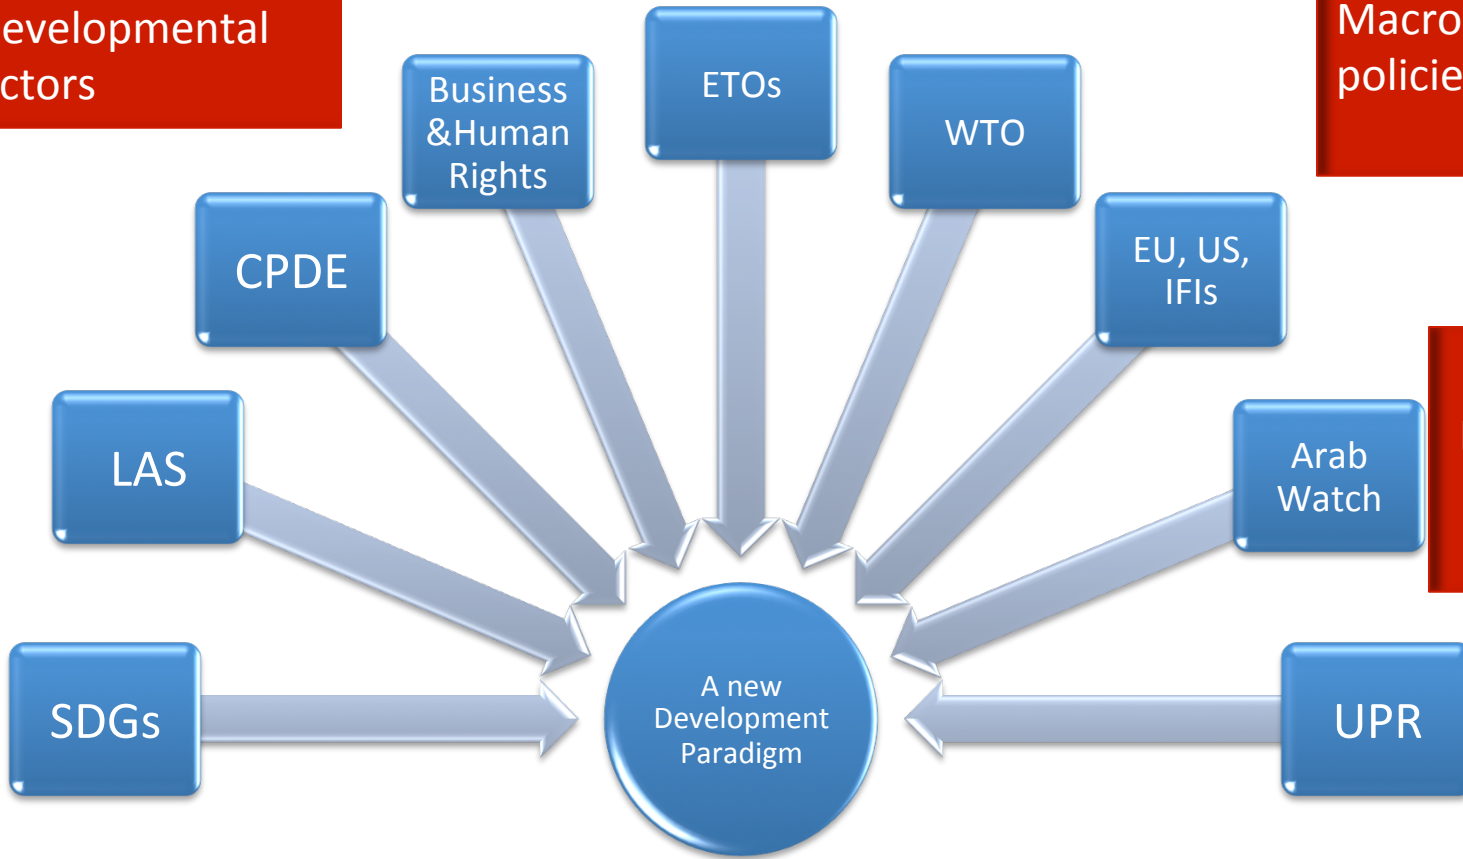 evelopmental
ctors
Macro
policie
ETOs
Business
&Human
Rights
WTO
CPDE
EU, US,
IFIs
LAS
Arab
Watch
SDGs
A new
Development
Paradigm
UPR